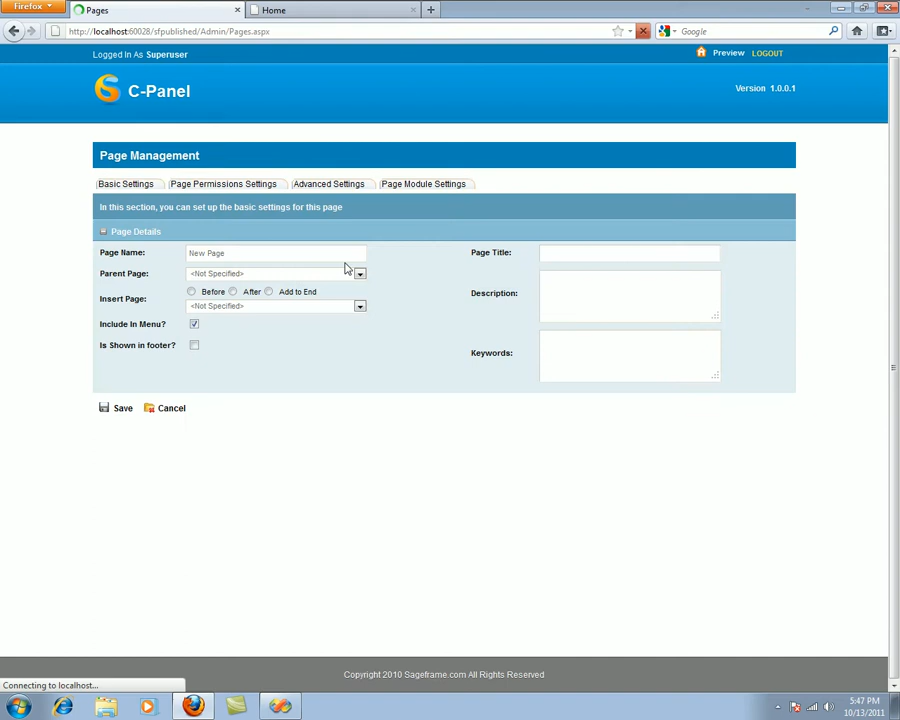 Firefox
Pages
Home
http://localhost:60028/sfpublished/Admin/Pages.aspx
Google
Logged In As Superuser
Preview LOGOUT
C-Panel
Version 1.0.0.1
Page Management
Basic Settings Page Permissions Settings Advanced Settings Page Module Settings
In this section, you can set up the basic settings for this page
Page Details
Page Name: New Page
Page Title:
Parent Page: <Not Specified>
Before After Add to End
Description:
Insert Page: <Not Specified>
Include In Menu?
Is Shown in footer?
Keywords:
Save Cancel
Copyright 2010 Sageframe.com All Rights Reserved
Connecting to localhost...
5:47 PM
10/13/2011